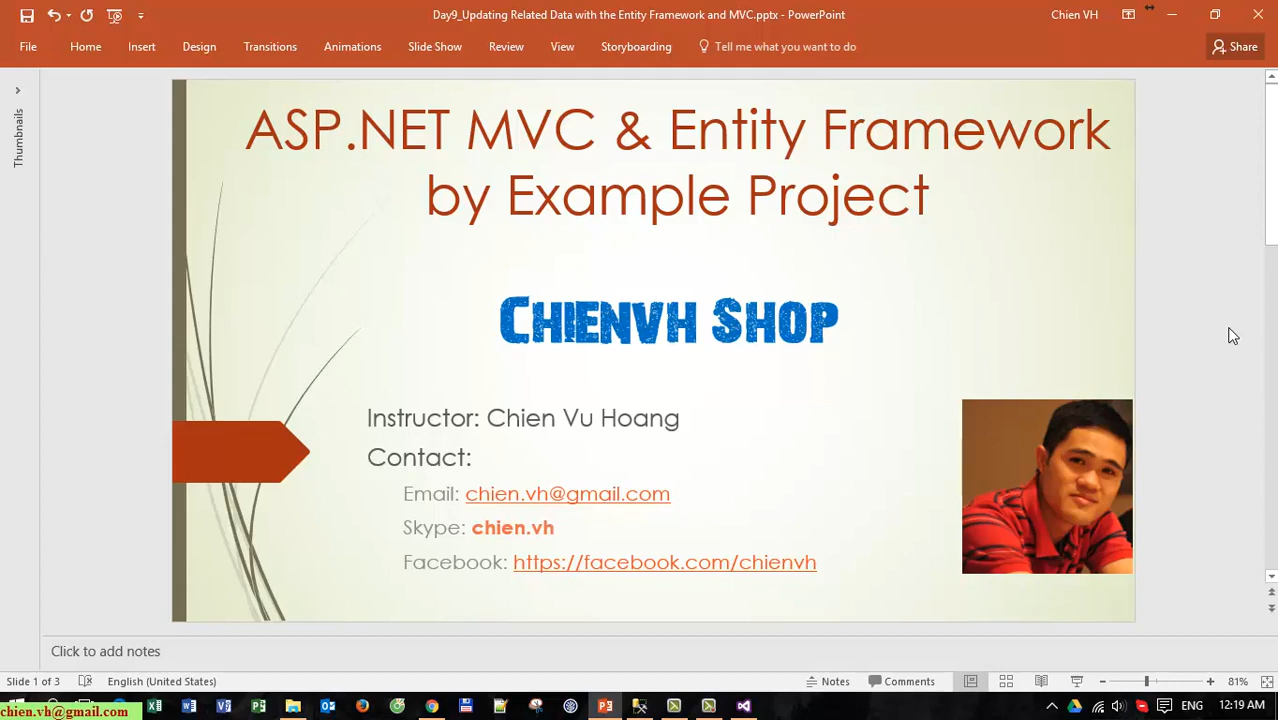 Day9_Updating Related Data with the Entity Framework and MVC.pptx - PowerPoint
Chien VH
File Home Insert Design Transitions Animations Slide Show Review View Storyboarding Tell me what you want to do Share
Thumbnails
ASP.NET MVC & Entity Framework
by Example Project
Chienvh Shop
Instructor: Chien Vu Hoang
Contact:
Email: chien.vh@gmail.com
Skype: chien.vh
Facebook: https://facebook.com/chienvh
Click to add notes
Slide 1 of 3 English (United States) Notes Comments 81%
chien.vh@gmail.com
ENG 12:19 AM